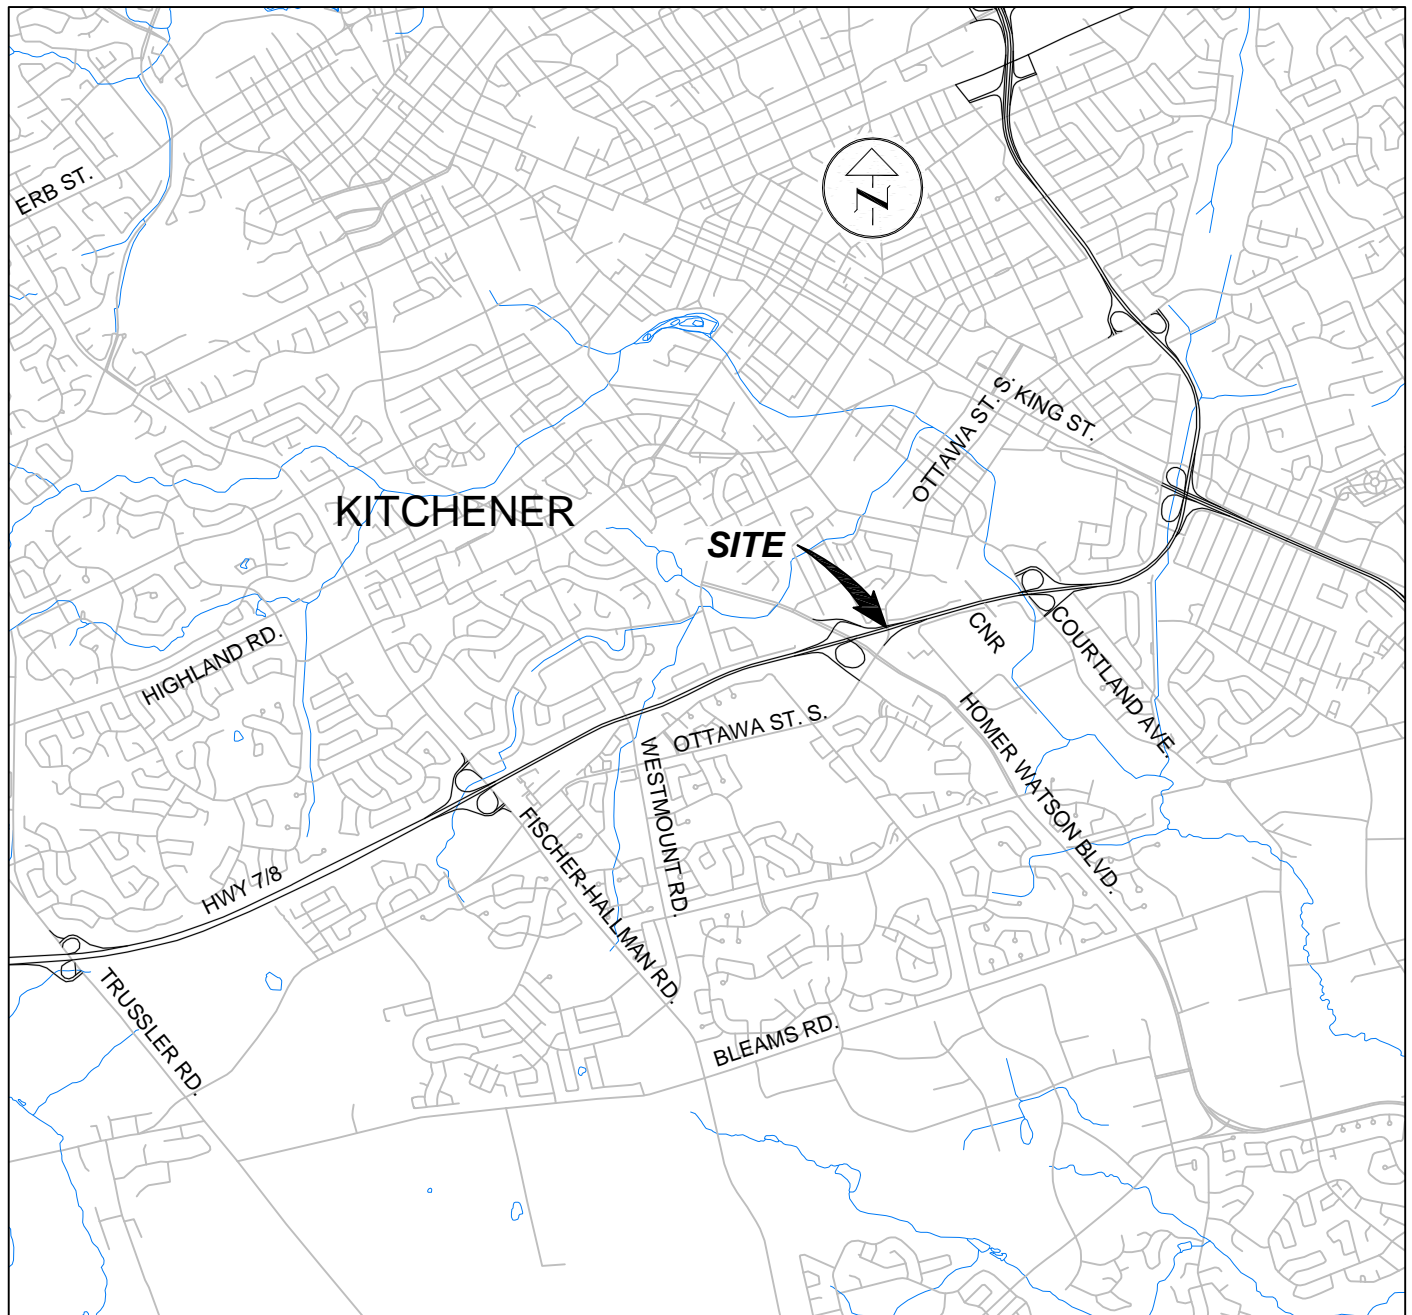 ERB ST.
N
OTTAWA ST. S.
KING ST.
KITCHENER
SITE
CNR
COURTLAND AVE.
HIGHLAND RD.
HOMER WATSON BLVD.
OTTAWA ST. S.
WESTMOUNT RD.
FISCHER-HALLMAN RD.
HWY 7/8
TRUSSLER RD.
BLEAMS RD.